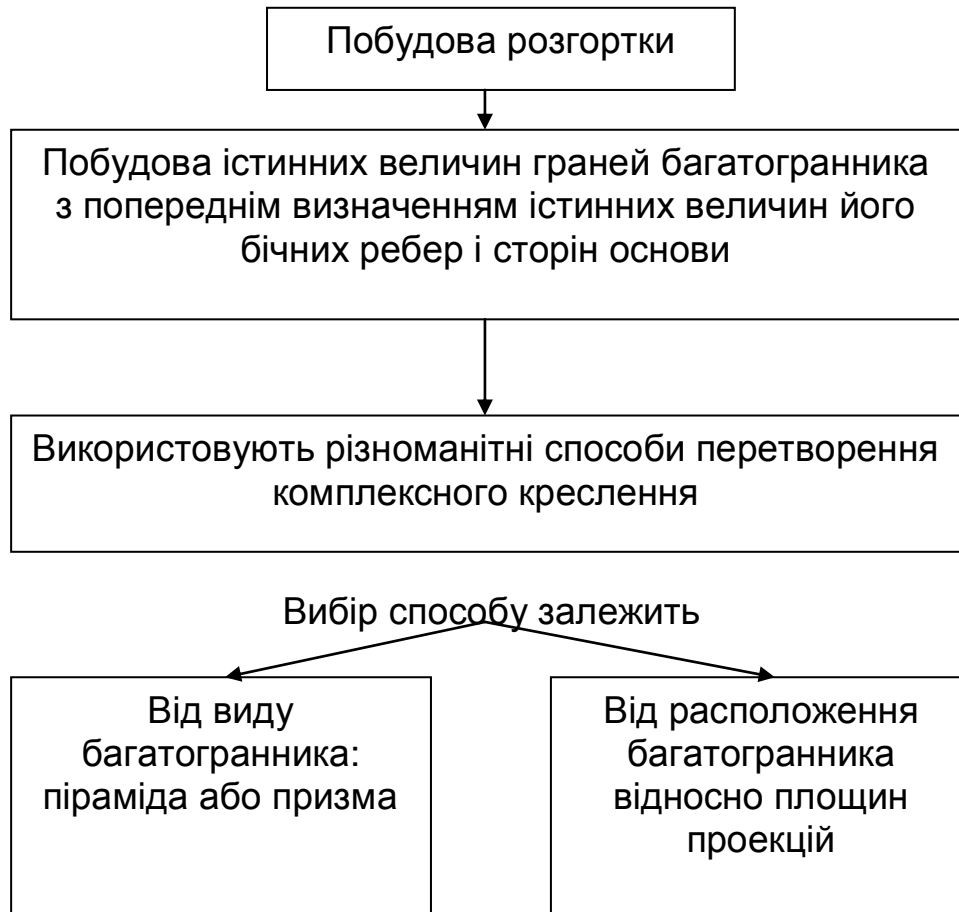 Побудова розгортки
Побудова істинних величин граней багатогранника
з попереднім визначенням істинних величин його
бічних ребер і сторін основи
Використовують різноманітні способи перетворення
комплексного креслення
Вибір способу залежить
Від виду
багатогранника:
піраміда або призма
Від расположення
багатогранника
відносно площин
проекцій